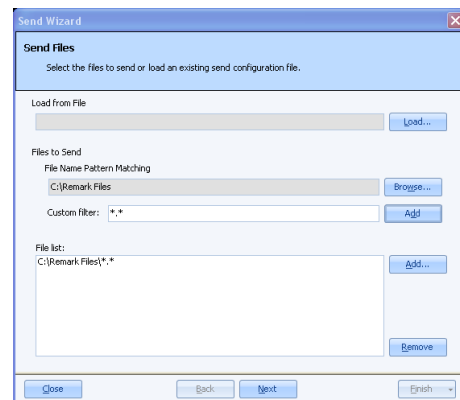 Send Wizard
Send Files
Select the files to send or load an existing send configuration file.
Load from File
Load...
Files to Send
File Name Pattern Matching
C:\Remark Files
Browse...
Custom filter: *.*
Add
File list:
C:\Remark Files\*.*
Add...
Remove
Close Back Next Finish